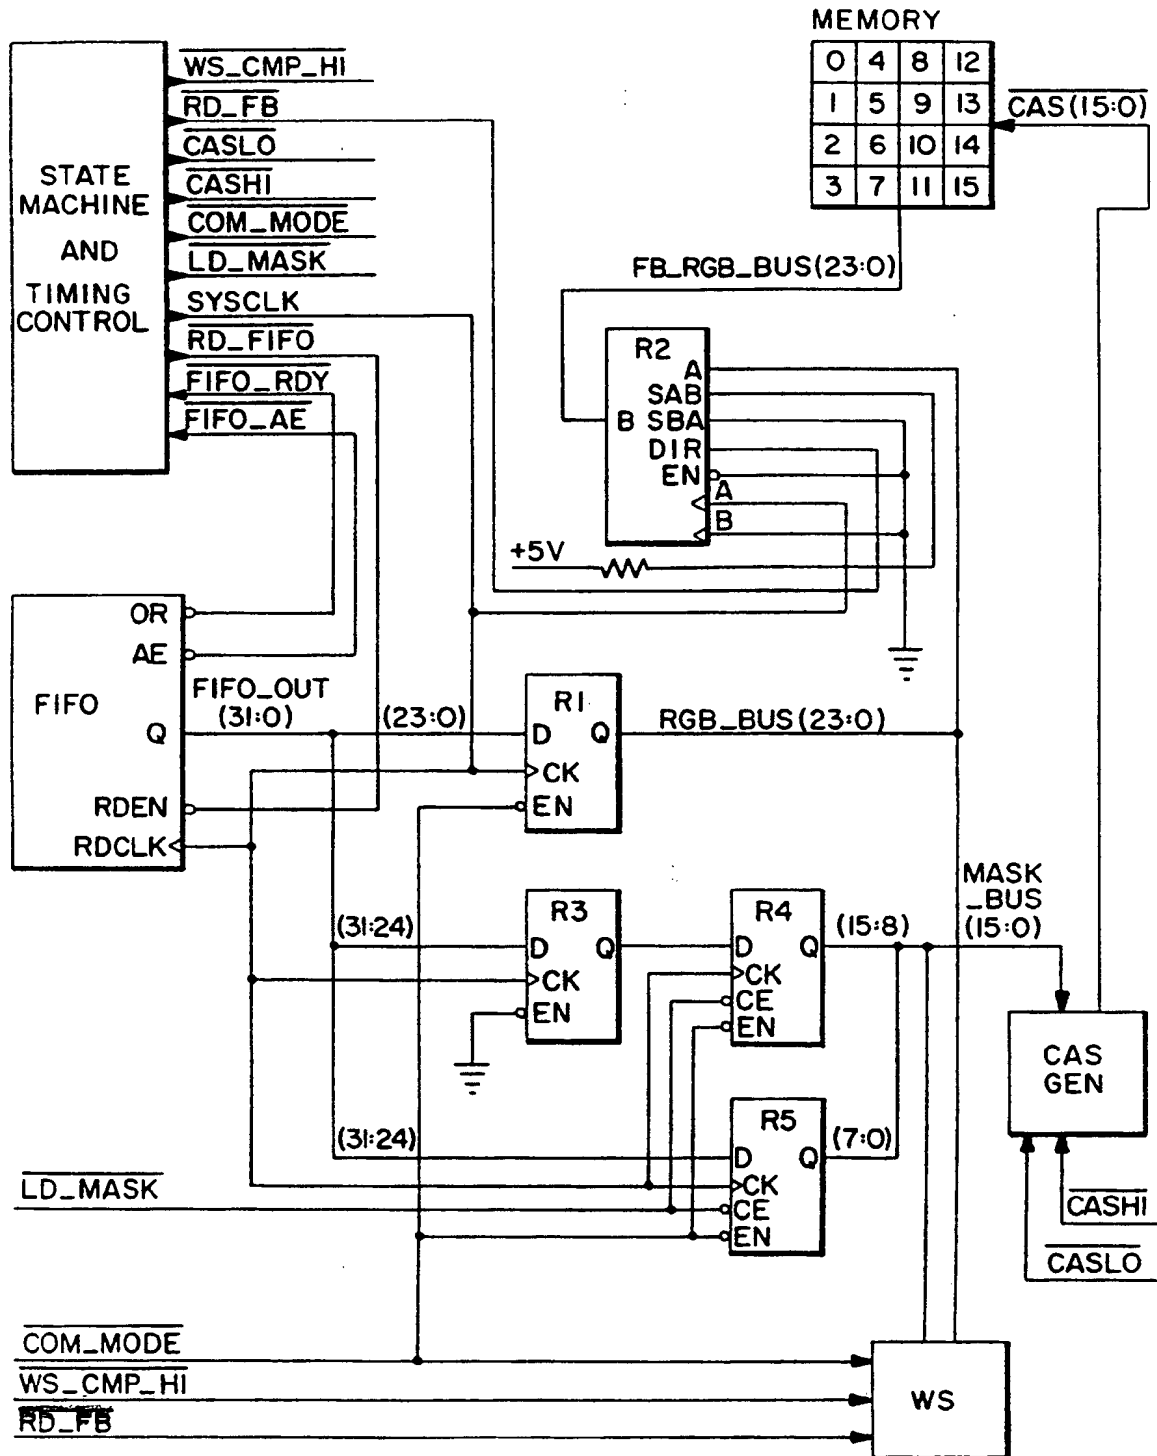 MEMORY
0 4 8 12
1 5 9 13
2 6 10 14
3 7 11 15
CAS(15:0)
STATE
MACHINE
AND
TIMING
CONTROL
WS_CMP_HI
RD_FB
CASLO
CASHI
COM_MODE
LD_MASK
SYSCLK
RD_FIFO
FIFO_RDY
FIFO_AE
FB_RGB_BUS(23:0)
R2
A
SAB
B SBA
DIR
EN
A
B
+5V
OR
AE
FIFO
Q
RDEN
RDCLK
FIFO_OUT
(31:0)
(23:0)
R1
D Q
CK
EN
RGB_BUS(23:0)
(31:24)
R3
D Q
CK
EN
R4
D Q
CK
CE
EN
(15:8)
MASK
_BUS
(15:0)
CAS
GEN
(31:24)
R5
D Q
CK
CE
EN
(7:0)
LD_MASK
CASHI
CASLO
COM_MODE
WS_CMP_HI
RD_FB
WS